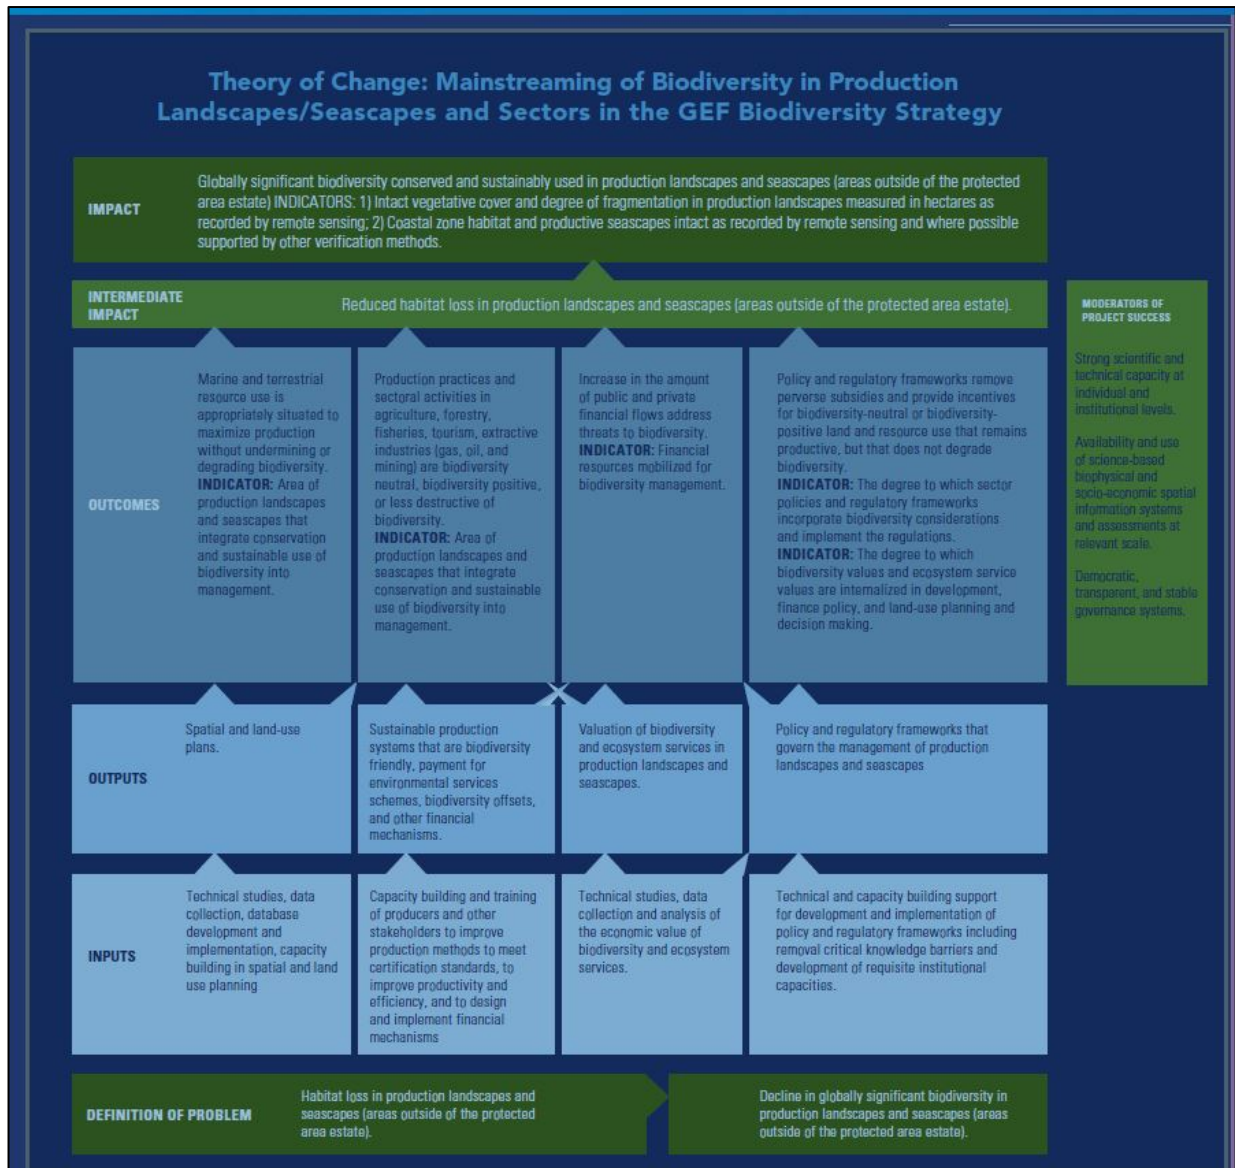 Theory of Change: Mainstreaming of Biodiversity in Production
Landscapes/Seascapes and Sectors in the GEF Biodiversity Strategy
IMPACT
Globally significant biodiversity conserved and sustainably used in production landscapes and seascapes (areas outside of the protected
area estate) INDICATORS: 1) Intact vegetative cover and degree of fragmentation in production landscapes measured in hectares as
recorded by remote sensing; 2) Coastal zone habitat and productive seascapes intact as recorded by remote sensing and where possible
supported by other verification methods.
INTERMEDIATE
IMPACT
Reduced habitat loss in production landscapes and seascapes (areas outside of the protected area estate).
MODERATORS OF
PROJECT SUCCESS
Strong scientific and
technical capacity at
individual and
institutional levels.
Availability and use
of science-based
biophysical and
socio-economic spatial
information systems
and assessments at
relevant scale.
Democratic,
transparent, and stable
governance systems.
OUTCOMES
Marine and terrestrial
resource use is
appropriately situated to
maximize production
without undermining or
degrading biodiversity.
INDICATOR: Area of
production landscapes
and seascapes that
integrate conservation
and sustainable use of
biodiversity into
management.
Production practices and
sectoral activities in
agriculture, forestry,
fisheries, tourism, extractive
industries (gas, oil, and
mining) are biodiversity
neutral, biodiversity positive,
or less destructive of
biodiversity.
INDICATOR: Area of
production landscapes and
seascapes that integrate
conservation and sustainable
use of biodiversity into
management.
Increase in the amount
of public and private
financial flows address
threats to biodiversity.
INDICATOR: Financial
resources mobilized for
biodiversity management.
Policy and regulatory frameworks remove
perverse subsidies and provide incentives
for biodiversity-neutral or biodiversity-
positive land and resource use that remains
productive, but that does not degrade
biodiversity.
INDICATOR: The degree to which sector
policies and regulatory frameworks
incorporate biodiversity considerations
and implement the regulations.
INDICATOR: The degree to which
biodiversity values and ecosystem service
values are internalized in development,
finance policy, and land-use planning and
decision making.
OUTPUTS
Spatial and land-use
plans.
Sustainable production
systems that are biodiversity
friendly, payment for
environmental services
schemes, biodiversity offsets,
and other financial
mechanisms.
Valuation of biodiversity
and ecosystem services in
production landscapes and
seascapes.
Policy and regulatory frameworks that
govern the management of production
landscapes and seascapes
INPUTS
Technical studies, data
collection, database
development and
implementation, capacity
building in spatial and land
use planning
Capacity building and training
of producers and other
stakeholders to improve
production methods to meet
certification standards, to
improve productivity and
efficiency, and to design
and implement financial
mechanisms
Technical studies, data
collection and analysis of
the economic value of
biodiversity and ecosystem
services.
Technical and capacity building support
for development and implementation of
policy and regulatory frameworks including
removal critical knowledge barriers and
development of requisite institutional
capacities.
DEFINITION OF PROBLEM
Habitat loss in production landscapes and
seascapes (areas outside of the protected
area estate).
Decline in globally significant biodiversity in
production landscapes and seascapes (areas
outside of the protected area estate).